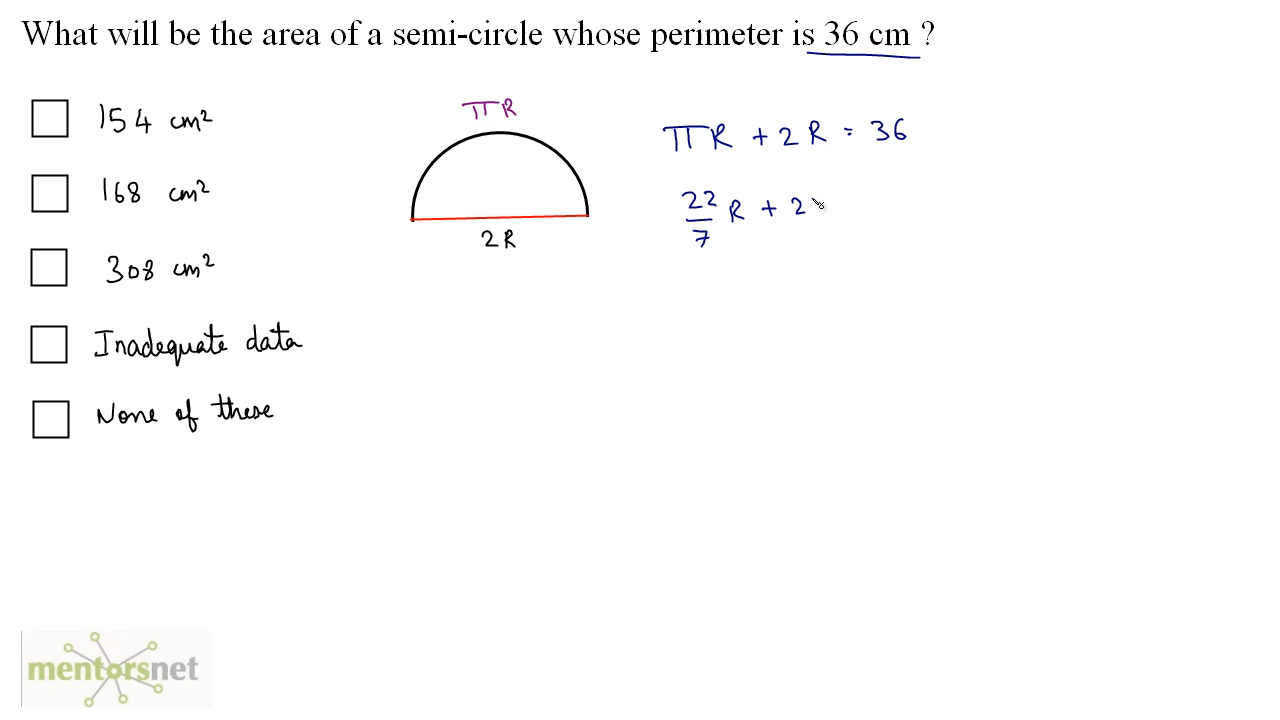 What will be the area of a semi-circle whose perimeter is 36 cm ?
154 cm²
168 cm²
308 cm²
Inadequate data
None of these
πR
2R
πR + 2R = 36
22/7 R + 2
mentorsnet